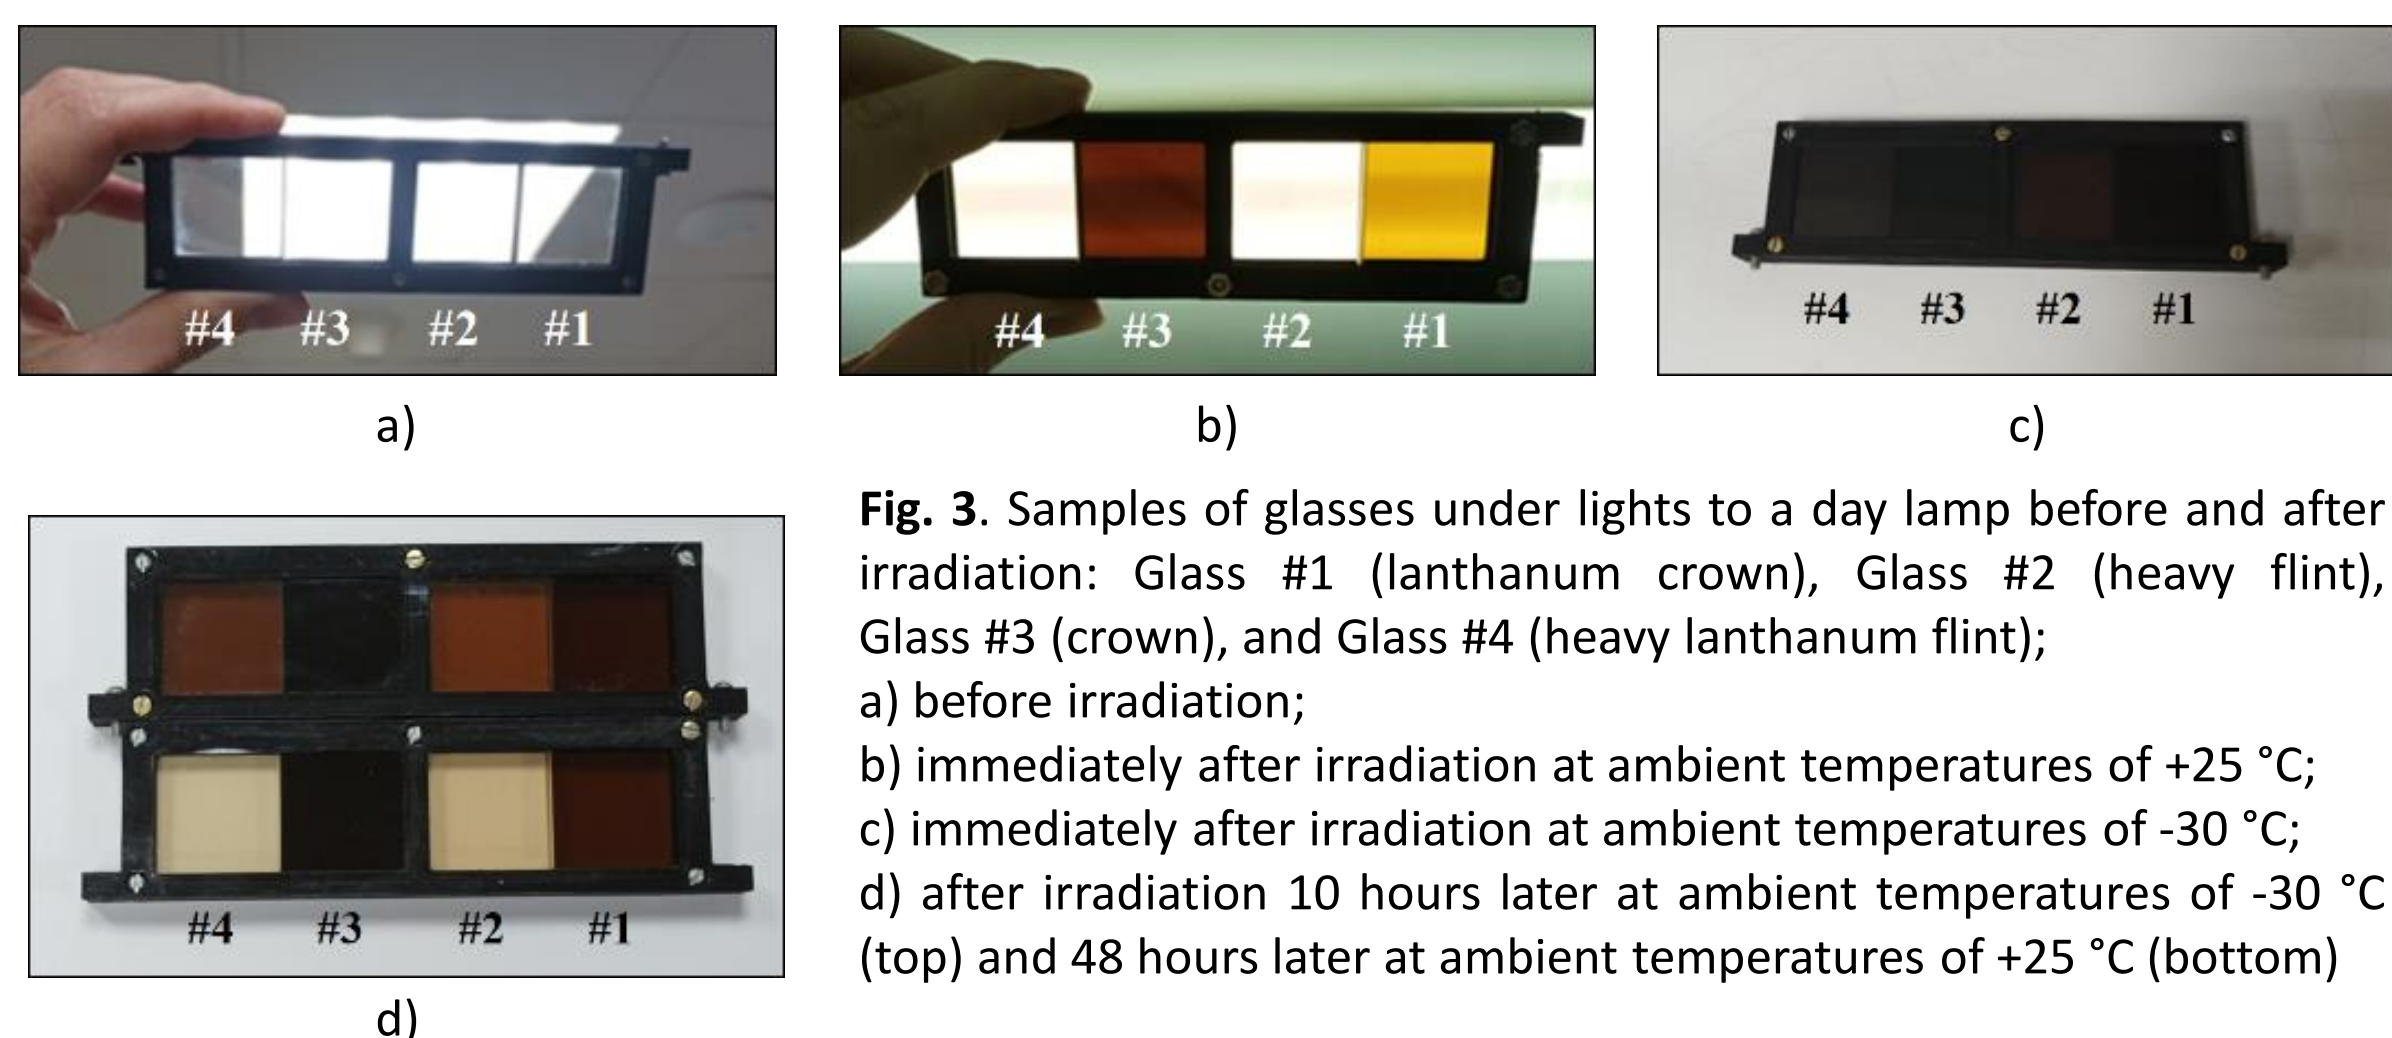 #4 #3 #2 #1
a)
#4 #3 #2 #1
b)
#4 #3 #2 #1
c)
#4 #3 #2 #1
d)
Fig. 3. Samples of glasses under lights to a day lamp before and after
irradiation: Glass #1 (lanthanum crown), Glass #2 (heavy flint),
Glass #3 (crown), and Glass #4 (heavy lanthanum flint);
a) before irradiation;
b) immediately after irradiation at ambient temperatures of +25 °C;
c) immediately after irradiation at ambient temperatures of -30 °C;
d) after irradiation 10 hours later at ambient temperatures of -30 °C
(top) and 48 hours later at ambient temperatures of +25 °C (bottom)